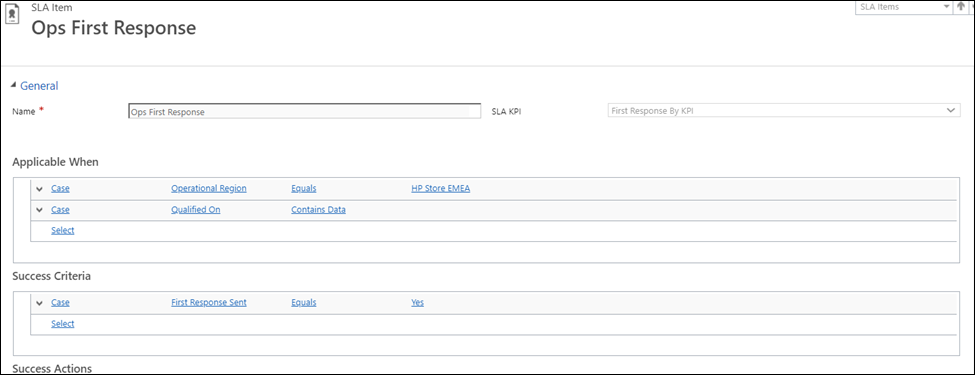 SLA Item
SLA Items
Ops First Response
General
Name * Ops First Response SLA KPI First Response By KPI
Applicable When
Case Operational Region Equals HP Store EMEA
Case Qualified On Contains Data
Select
Success Criteria
Case First Response Sent Equals Yes
Select
Success Actions